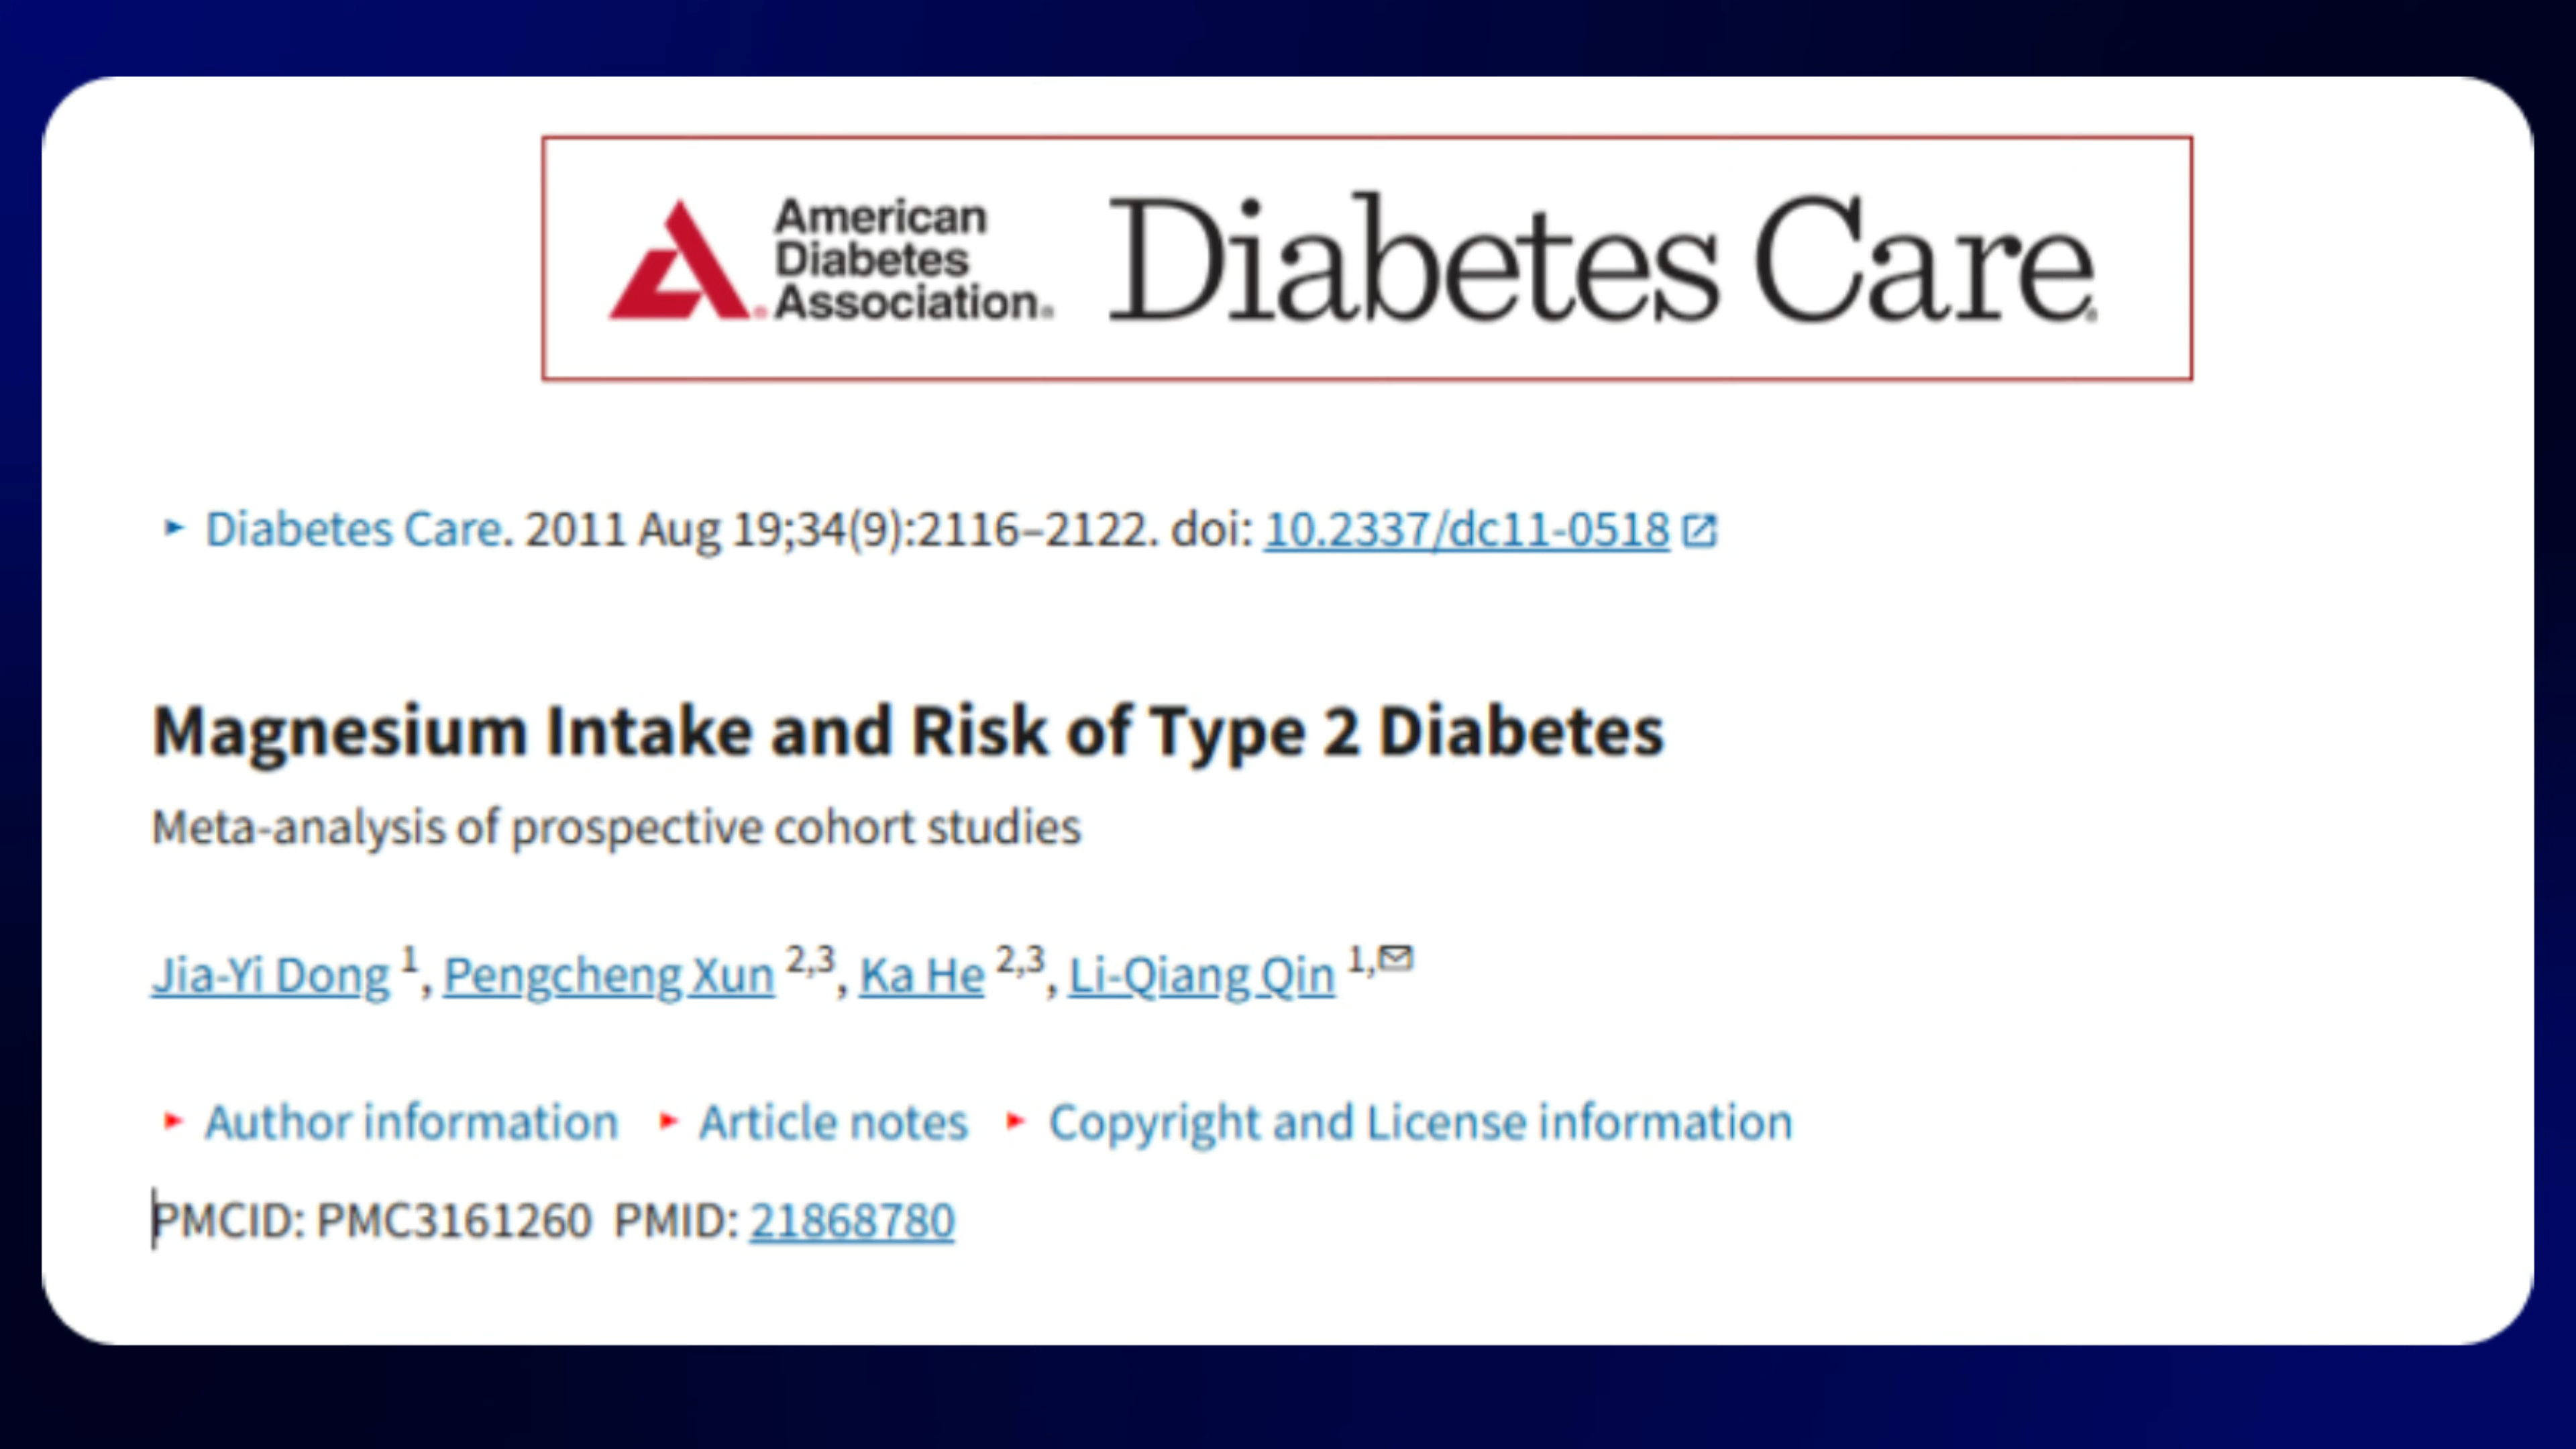 American
Diabetes
Association®
Diabetes Care®
► Diabetes Care. 2011 Aug 19;34(9):2116–2122. doi: 10.2337/dc11-0518
Magnesium Intake and Risk of Type 2 Diabetes
Meta-analysis of prospective cohort studies
Jia-Yi Dong 1, Pengcheng Xun 2,3, Ka He 2,3, Li-Qiang Qin 1,✉
► Author information ► Article notes ► Copyright and License information
PMCID: PMC3161260 PMID: 21868780